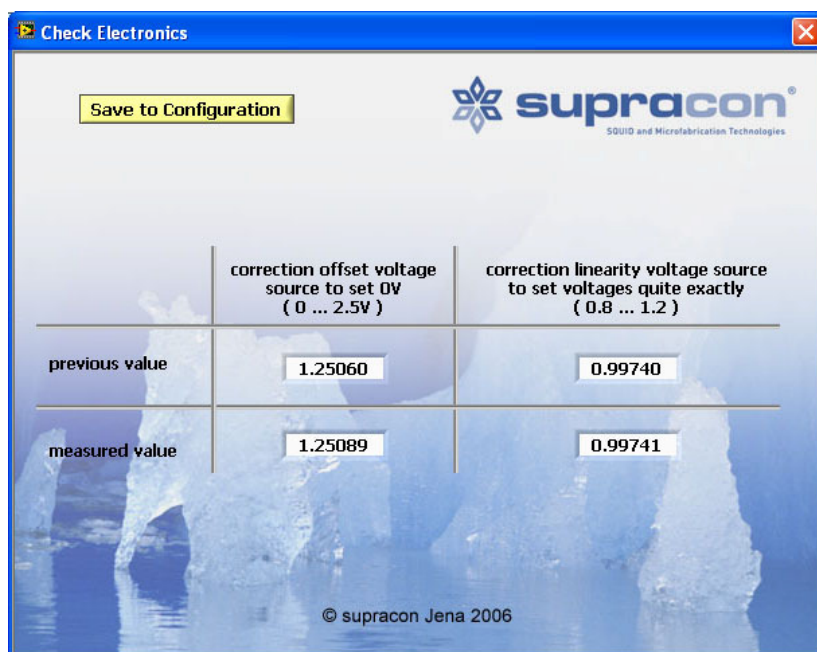 Check Electronics
Save to Configuration
supracon®
SQUID and Microfabrication Technologies
correction offset voltage
source to set 0V
( 0 ... 2.5V )
correction linearity voltage source
to set voltages quite exactly
( 0.8 ... 1.2 )
previous value
1.25060
0.99740
measured value
1.25089
0.99741
© supracon Jena 2006